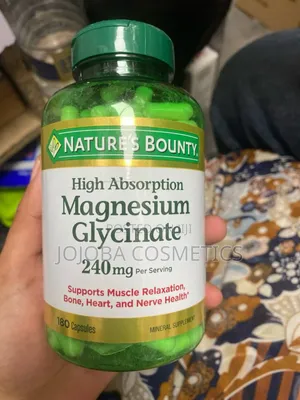 NATURE'S BOUNTY
High Absorption
Magnesium
Glycinate
JOJOBA COSMETICS
240mg Per Serving
Supports Muscle Relaxation,
Bone, Heart, and Nerve Health*
180 Capsules
MINERAL SUPPLEMENT